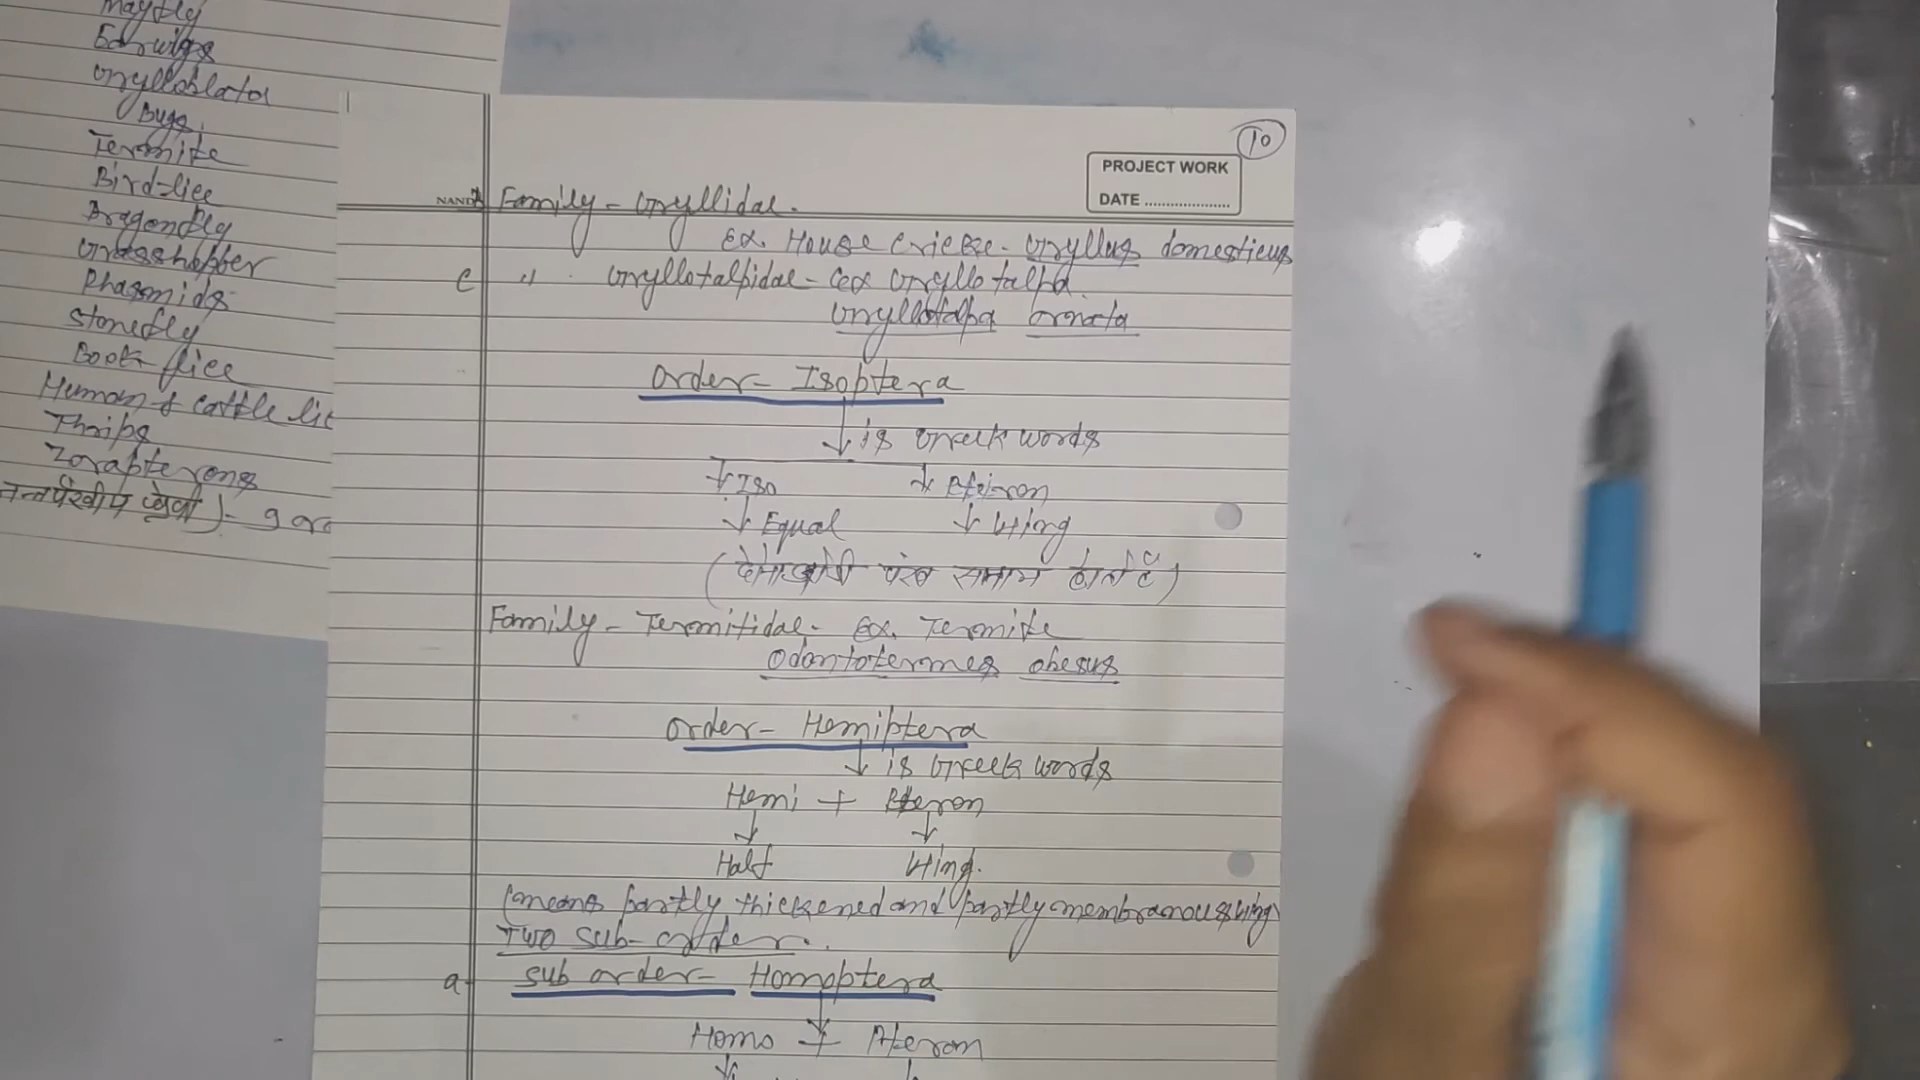 Mayfly
Earwigs
Grylloblatta
Bugs
Termite
Bird-lice
Dragonfly
Grasshopper
Phasmids
Stonefly
Book-lice
Human & Cattle lic
Thrips
Zorapterons
10
PROJECT WORK
DATE
Family - Gryllidae.
Ex. House Cricke - Gryllus domesticus
c " Gryllotalpidae - Gryllotalpa.
Gryllotalpa ornata
Order - Isoptera
is Greek words
Iso Pteron
Equal Wing
पंख समान होते हैं)
Family - Termitidae - Ex. Termite
Odontotermes obesus
Order - Hemiptera
is Greek words
Hemi + Pteron
Half Wing.
(means partly thickened and partly membranous wing
Two sub-order.
a sub order - Homoptera
Homo + Pteron